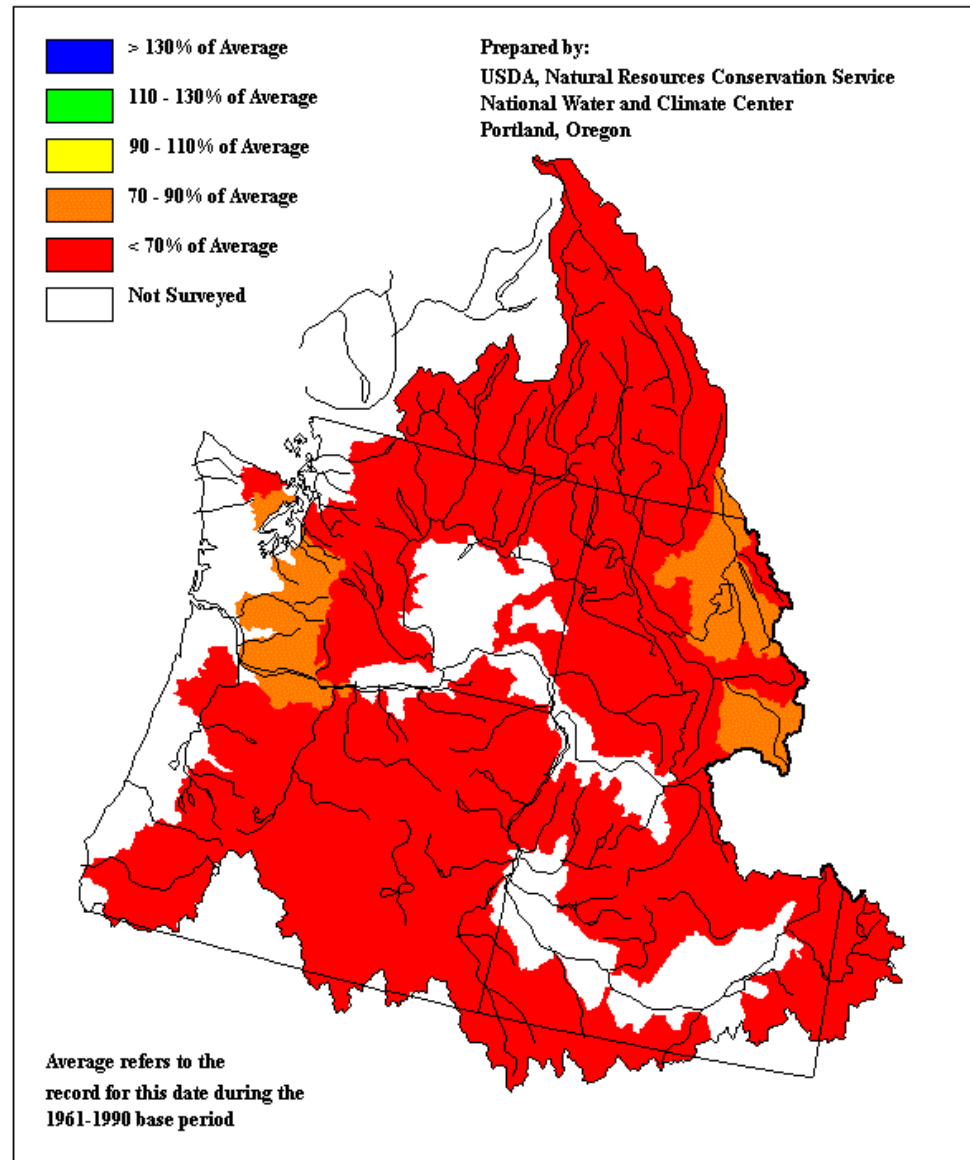 > 130% of Average
110 - 130% of Average
90 - 110% of Average
70 - 90% of Average
< 70% of Average
Not Surveyed
Prepared by:
USDA, Natural Resources Conservation Service
National Water and Climate Center
Portland, Oregon
Average refers to the
record for this date during the
1961-1990 base period